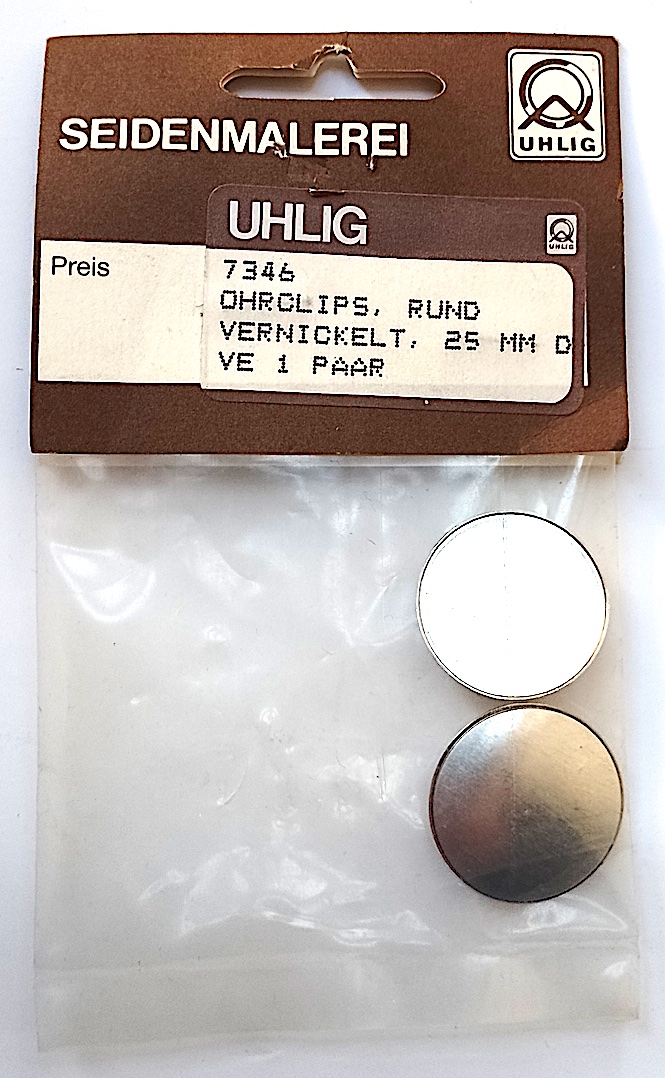 SEIDENMALEREI
UHLIG
UHLIG
UHLIG
Preis
7346
OHRCLIPS, RUND
VERNICKELT, 25 MM D
VE 1 PAAR